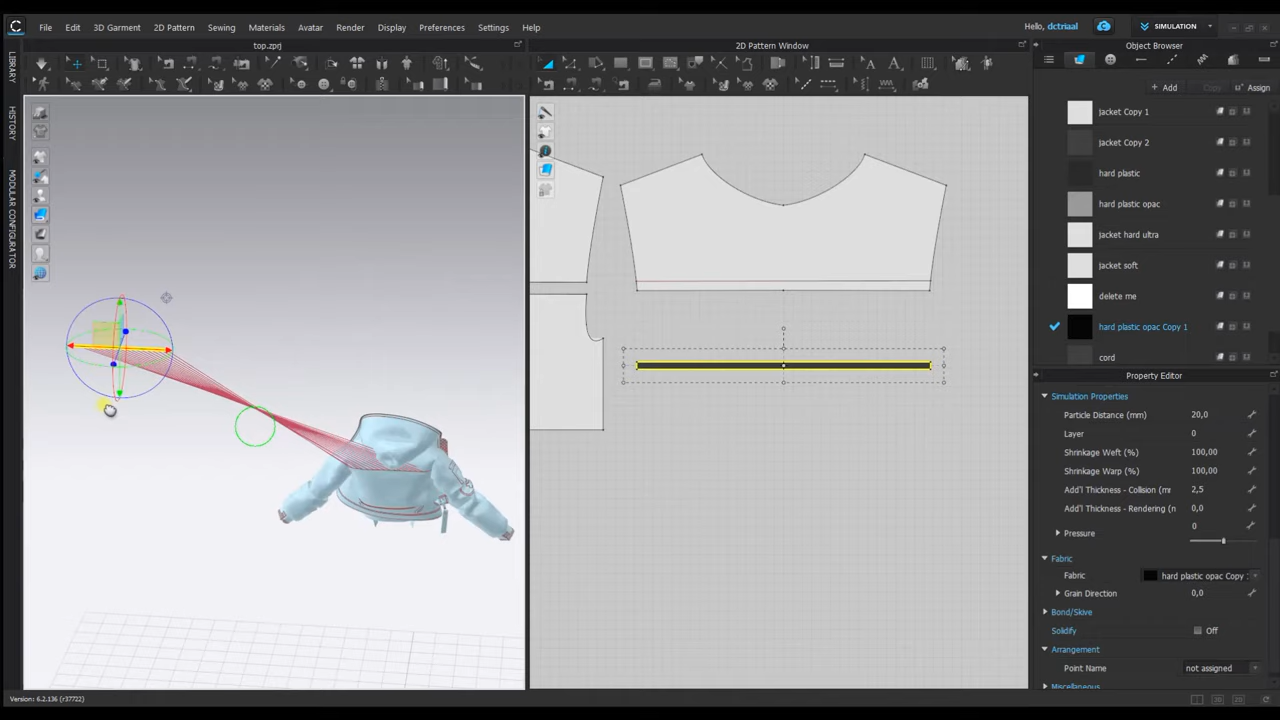 File Edit 3D Garment 2D Pattern Sewing Materials Avatar Render Display Preferences Settings Help
Hello, dctriaal
SIMULATION
top.zprj
2D Pattern Window
Object Browser
LIBRARY
HISTORY
MODULAR CONFIGURATOR
Add Copy Assign
jacket Copy 1
jacket Copy 2
hard plastic
hard plastic opac
jacket hard ultra
jacket soft
delete me
hard plastic opac Copy 1
cord
Property Editor
Simulation Properties
Particle Distance (mm) 20,0
Layer 0
Shrinkage Weft (%) 100,00
Shrinkage Warp (%) 100,00
Add'l Thickness - Collision (mr 2,5
Add'l Thickness - Rendering (n 0,0
Pressure 0
Fabric
Fabric hard plastic opac Copy
Grain Direction 0,0
Bond/Skive
Solidify Off
Arrangement
Point Name not assigned
Miscellaneous
Version: 6.2.136 (r37722)
3D 2D